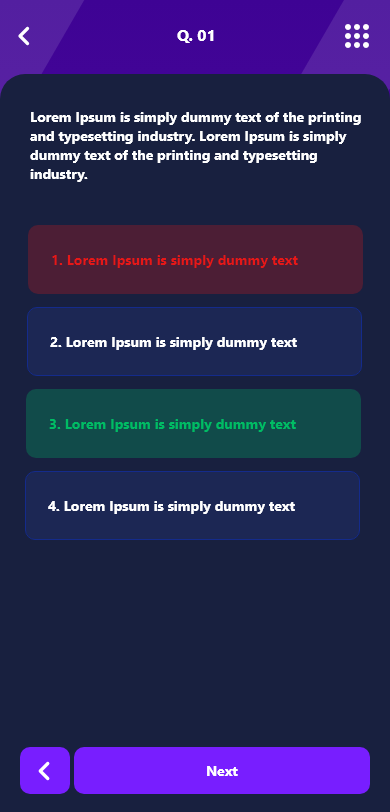 Q. 01
Lorem Ipsum is simply dummy text of the printing
and typesetting industry. Lorem Ipsum is simply
dummy text of the printing and typesetting
industry.
1. Lorem Ipsum is simply dummy text
2. Lorem Ipsum is simply dummy text
3. Lorem Ipsum is simply dummy text
4. Lorem Ipsum is simply dummy text
Next